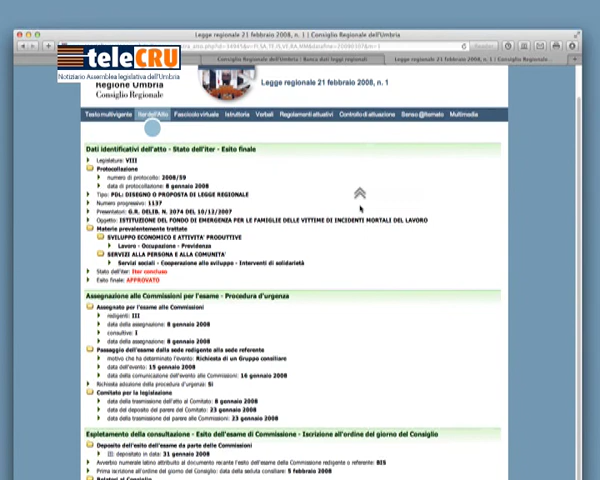 Legge regionale 21 febbraio 2008, n. 1 | Consiglio Regionale dell'Umbria
teleCRU
Notiziario Assemblea legislativa dell'Umbria
Regione Umbria
Consiglio Regionale
Legge regionale 21 febbraio 2008, n. 1
Testo multivigente Iter dell'Atto Fascicolo virtuale Istruttoria Verbali Regolamenti attuativi Controllo di attuazione Senso @lternato Multimedia
Dati identificativi dell'atto - Stato dell'iter - Esito finale
Legislatura: VIII
Protocollazione
numero di protocollo: 2008/59
data di protocollazione: 8 gennaio 2008
Tipo: PDL: DISEGNO O PROPOSTA DI LEGGE REGIONALE
Numero progressivo: 1137
Presentatori: G.R. DELIB. N. 2074 DEL 10/12/2007
Oggetto: ISTITUZIONE DEL FONDO DI EMERGENZA PER LE FAMIGLIE DELLE VITTIME DI INCIDENTI MORTALI DEL LAVORO
Materie prevalentemente trattate
SVILUPPO ECONOMICO E ATTIVITA' PRODUTTIVE
Lavoro - Occupazione - Previdenza
SERVIZI ALLA PERSONA E ALLA COMUNITA'
Servizi sociali - Cooperazione allo sviluppo - Interventi di solidarietà
Stato dell'iter: Iter concluso
Esito finale: APPROVATO
Assegnazione alle Commissioni per l'esame - Procedura d'urgenza
Assegnato per l'esame alle Commissioni
redigenti: III
data della assegnazione: 8 gennaio 2008
consultive: I
data della assegnazione: 8 gennaio 2008
Passaggio dell'esame dalla sede redigente alla sede referente
motivo che ha determinato l'evento: Richiesta di un Gruppo consiliare
data dell'evento: 15 gennaio 2008
data della comunicazione dell'evento alle Commissioni: 16 gennaio 2008
Richiesta adozione della procedura d'urgenza: Si
Comitato per la legislazione
data della trasmissione dell'atto al Comitato: 8 gennaio 2008
data del deposito del parere del Comitato: 23 gennaio 2008
data della trasmissione del parere alle Commissioni: 23 gennaio 2008
Espletamento della consultazione - Esito dell'esame di Commissione - Iscrizione all'ordine del giorno del Consiglio
Deposito dell'esito dell'esame da parte delle Commissioni
III: depositato in data: 31 gennaio 2008
Avverbio numerale latino attribuito al documento recante l'esito dell'esame della Commissione redigente o referente: BIS
Prima iscrizione all'ordine del giorno del Consiglio: data della seduta consiliare: 5 febbraio 2008
Relatori al Consiglio